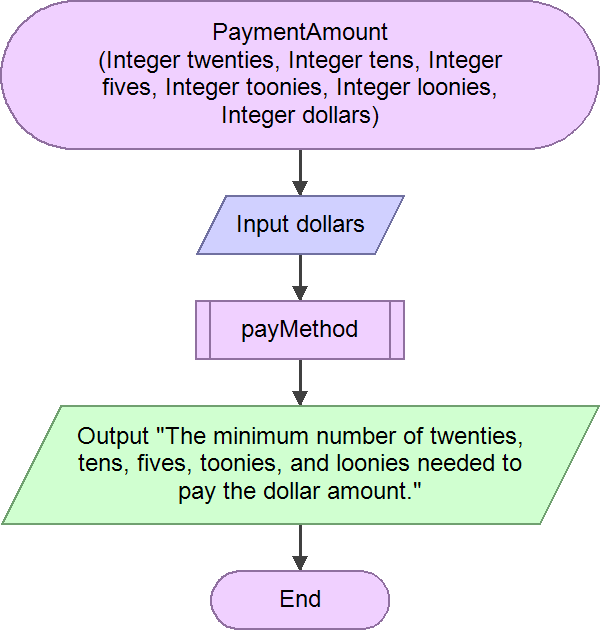 PaymentAmount
(Integer twenties, Integer tens, Integer
fives, Integer toonies, Integer loonies,
Integer dollars)
Input dollars
payMethod
Output "The minimum number of twenties,
tens, fives, toonies, and loonies needed to
pay the dollar amount."
End